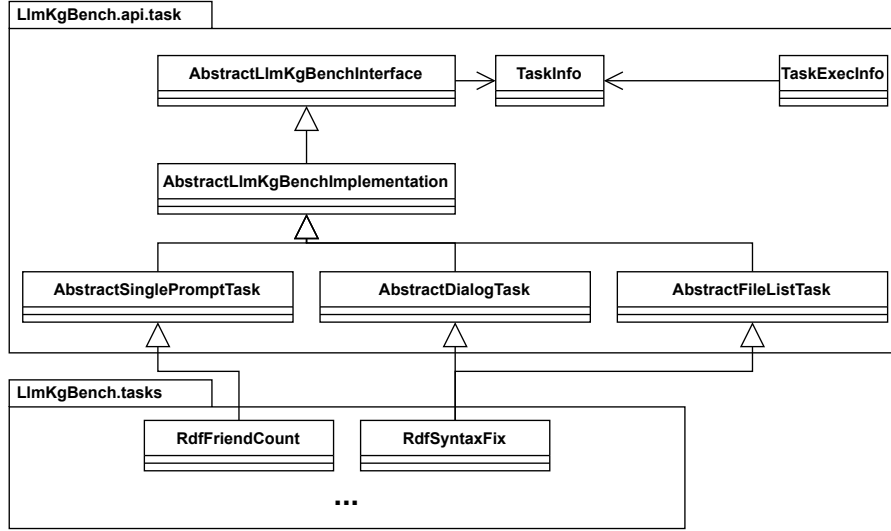 LlmKgBench.api.task
AbstractLlmKgBenchInterface
TaskInfo
TaskExecInfo
AbstractLlmKgBenchImplementation
AbstractSinglePromptTask
AbstractDialogTask
AbstractFileListTask
LlmKgBench.tasks
RdfFriendCount
RdfSyntaxFix
...